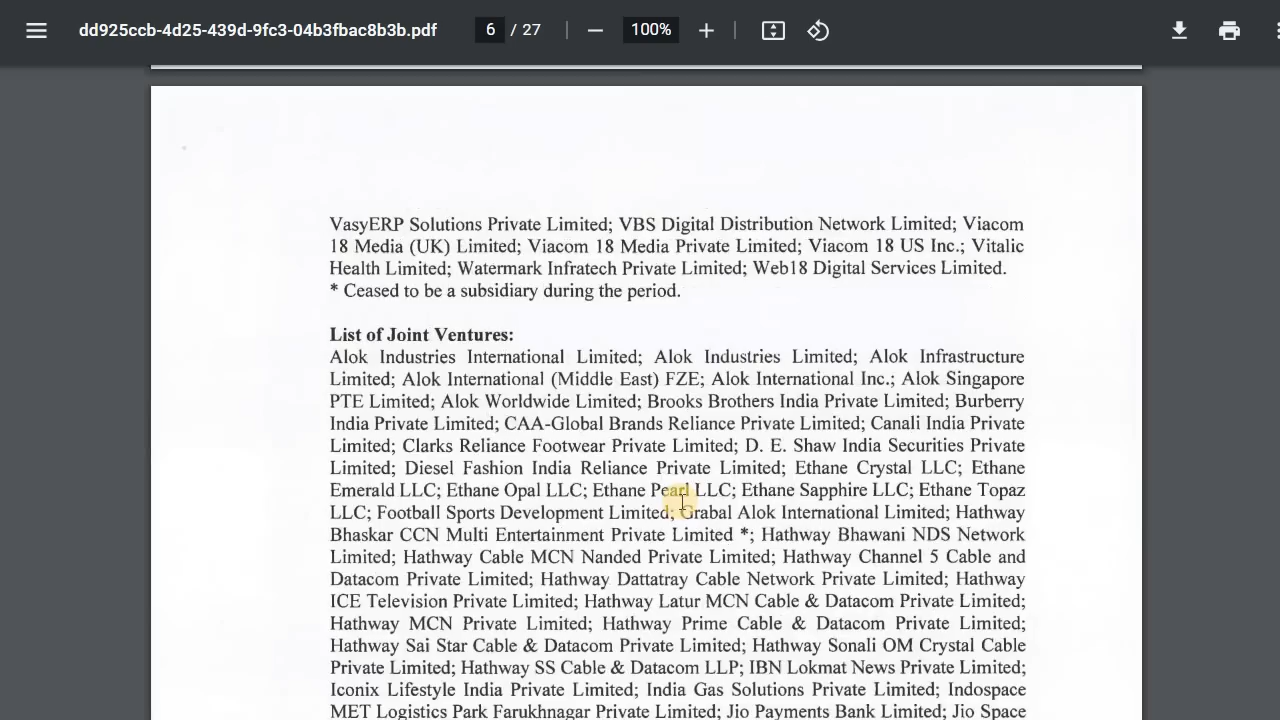 dd925ccb-4d25-439d-9fc3-04b3fbac8b3b.pdf 6 / 27 100%
VasyERP Solutions Private Limited; VBS Digital Distribution Network Limited; Viacom
18 Media (UK) Limited; Viacom 18 Media Private Limited; Viacom 18 US Inc.; Vitalic
Health Limited; Watermark Infratech Private Limited; Web18 Digital Services Limited.
* Ceased to be a subsidiary during the period.
List of Joint Ventures:
Alok Industries International Limited; Alok Industries Limited; Alok Infrastructure
Limited; Alok International (Middle East) FZE; Alok International Inc.; Alok Singapore
PTE Limited; Alok Worldwide Limited; Brooks Brothers India Private Limited; Burberry
India Private Limited; CAA-Global Brands Reliance Private Limited; Canali India Private
Limited; Clarks Reliance Footwear Private Limited; D. E. Shaw India Securities Private
Limited; Diesel Fashion India Reliance Private Limited; Ethane Crystal LLC; Ethane
Emerald LLC; Ethane Opal LLC; Ethane Pearl LLC; Ethane Sapphire LLC; Ethane Topaz
LLC; Football Sports Development Limited; Grabal Alok International Limited; Hathway
Bhaskar CCN Multi Entertainment Private Limited *; Hathway Bhawani NDS Network
Limited; Hathway Cable MCN Nanded Private Limited; Hathway Channel 5 Cable and
Datacom Private Limited; Hathway Dattatray Cable Network Private Limited; Hathway
ICE Television Private Limited; Hathway Latur MCN Cable & Datacom Private Limited;
Hathway MCN Private Limited; Hathway Prime Cable & Datacom Private Limited;
Hathway Sai Star Cable & Datacom Private Limited; Hathway Sonali OM Crystal Cable
Private Limited; Hathway SS Cable & Datacom LLP; IBN Lokmat News Private Limited;
Iconix Lifestyle India Private Limited; India Gas Solutions Private Limited; Indospace
MET Logistics Park Farukhnagar Private Limited; Jio Payments Bank Limited; Jio Space